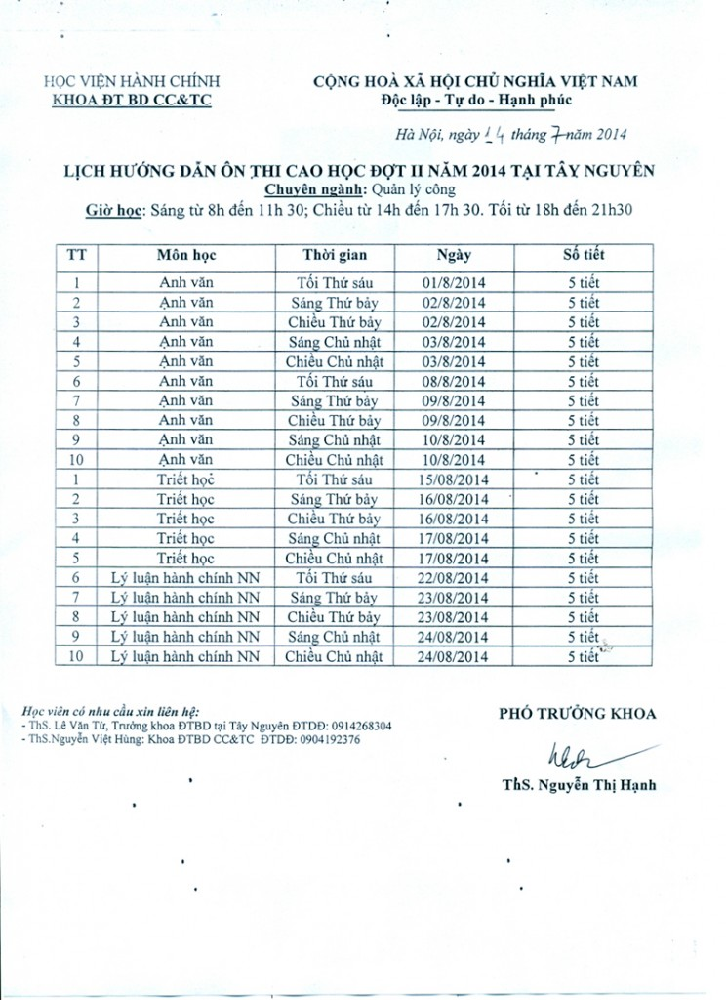 HỌC VIỆN HÀNH CHÍNH
KHOA ĐT BD CC&TC
CỘNG HOÀ XÃ HỘI CHỦ NGHĨA VIỆT NAM
Độc lập - Tự do - Hạnh phúc
Hà Nội, ngày 14 tháng 7 năm 2014
LỊCH HƯỚNG DẪN ÔN THI CAO HỌC ĐỢT II NĂM 2014 TẠI TÂY NGUYÊN
Chuyên ngành: Quản lý công
Giờ học: Sáng từ 8h đến 11h 30; Chiều từ 14h đến 17h 30. Tối từ 18h đến 21h30
TT Môn học Thời gian Ngày Số tiết
1 Anh văn Tối Thứ sáu 01/8/2014 5 tiết
2 Anh văn Sáng Thứ bảy 02/8/2014 5 tiết
3 Anh văn Chiều Thứ bảy 02/8/2014 5 tiết
4 Anh văn Sáng Chủ nhật 03/8/2014 5 tiết
5 Anh văn Chiều Chủ nhật 03/8/2014 5 tiết
6 Anh văn Tối Thứ sáu 08/8/2014 5 tiết
7 Anh văn Sáng Thứ bảy 09/8/2014 5 tiết
8 Anh văn Chiều Thứ bảy 09/8/2014 5 tiết
9 Anh văn Sáng Chủ nhật 10/8/2014 5 tiết
10 Anh văn Chiều Chủ nhật 10/8/2014 5 tiết
1 Triết học Tối Thứ sáu 15/08/2014 5 tiết
2 Triết học Sáng Thứ bảy 16/08/2014 5 tiết
3 Triết học Chiều Thứ bảy 16/08/2014 5 tiết
4 Triết học Sáng Chủ nhật 17/08/2014 5 tiết
5 Triết học Chiều Chủ nhật 17/08/2014 5 tiết
6 Lý luận hành chính NN Tối Thứ sáu 22/08/2014 5 tiết
7 Lý luận hành chính NN Sáng Thứ bảy 23/08/2014 5 tiết
8 Lý luận hành chính NN Chiều Thứ bảy 23/08/2014 5 tiết
9 Lý luận hành chính NN Sáng Chủ nhật 24/08/2014 5 tiết
10 Lý luận hành chính NN Chiều Chủ nhật 24/08/2014 5 tiết
Học viên có nhu cầu xin liên hệ:
- ThS. Lê Văn Từ, Trưởng khoa ĐTBD tại Tây Nguyên ĐTDĐ: 0914268304
- ThS.Nguyễn Việt Hùng: Khoa ĐTBD CC&TC ĐTDĐ: 0904192376
PHÓ TRƯỞNG KHOA
ThS. Nguyễn Thị Hạnh